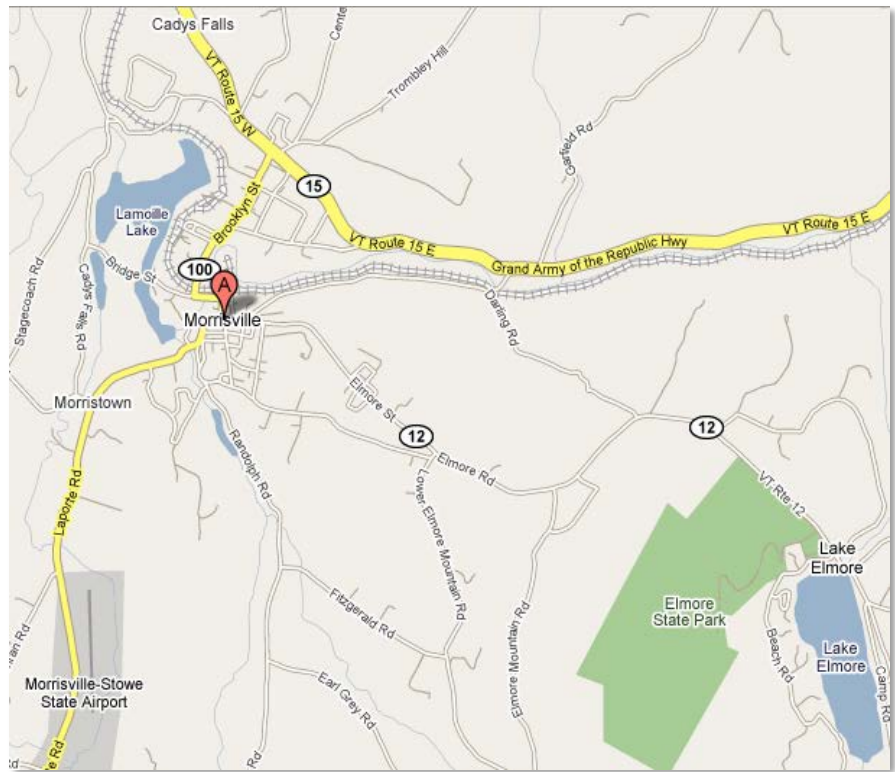 Cadys Falls
Cente
Trombley Hill
VT Route 15 W
Garfield Rd
15
Brooklyn St
Lamoille
Lake
VT Route 15 E
VT Route 15 E
Grand Army of the Republic Hwy
100
Bridge St
A
Stagecoach Rd
Cadys Falls Rd
Darling Rd
Morrisville
Elmore St
Morristown
12
12
Randolph Rd
Elmore Rd
Laporte Rd
Lower Elmore Mountain Rd
VT Rte 12
Lake
Elmore
Fitzgerald Rd
Elmore
State Park
ran Rd
Beach Rd
Lake
Elmore
Elmore Mountain Rd
Camp Rd
Morrisville-Stowe
State Airport
Earl Grey Rd
Rd
e Rd